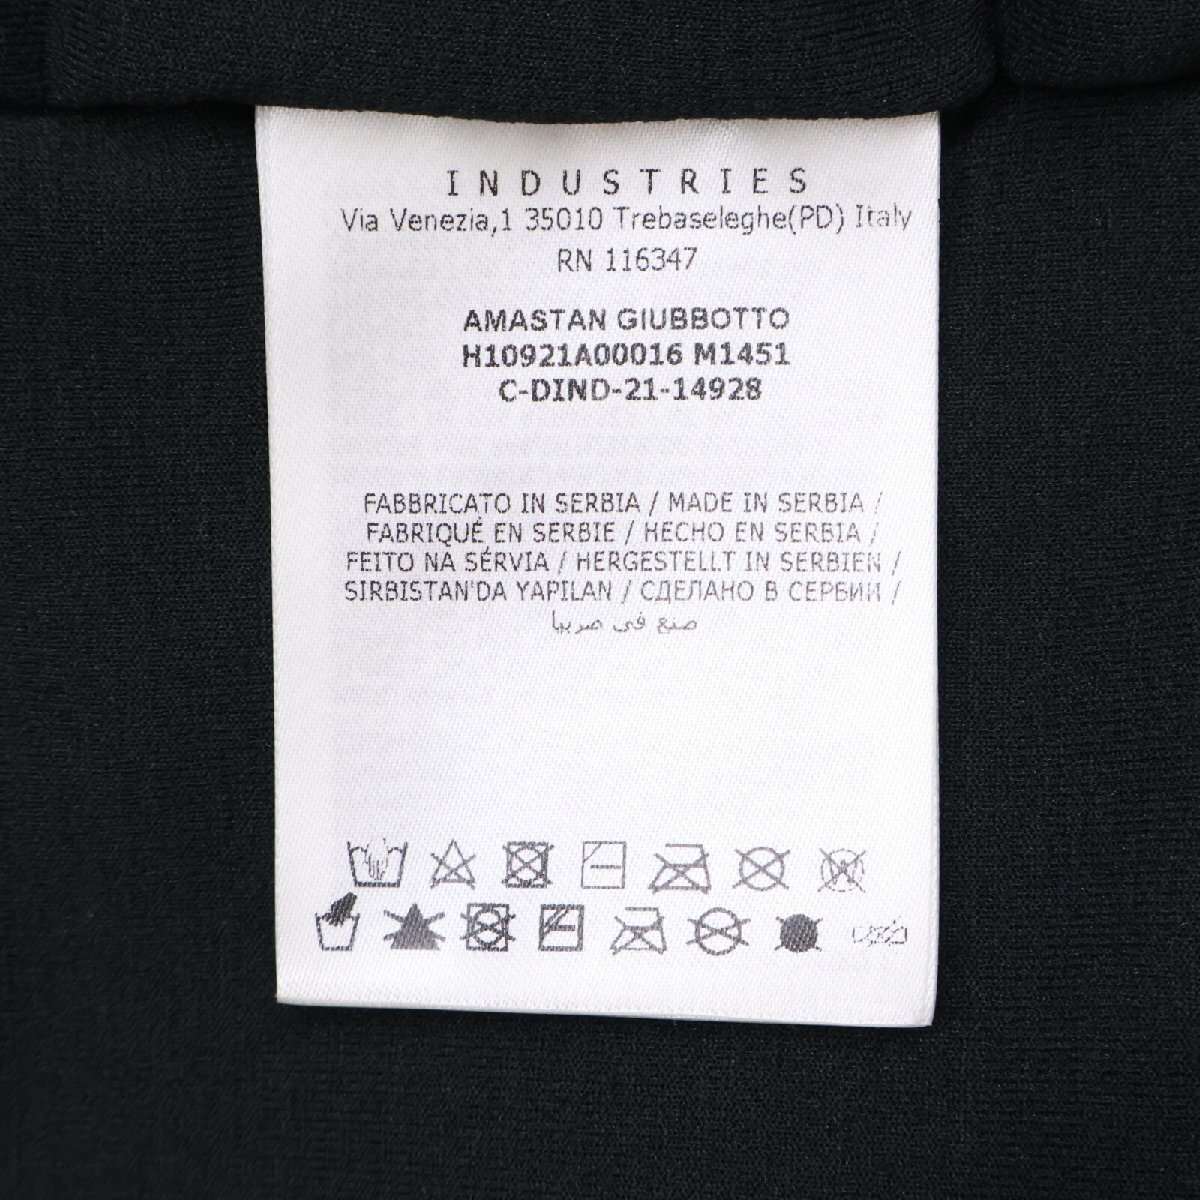 INDUSTRIES
Via Venezia,1 35010 Trebaseleghe(PD) Italy
RN 116347
AMASTAN GIUBBOTTO
H10921A00016 M1451
C-DIND-21-14928
FABBRICATO IN SERBIA / MADE IN SERBIA /
FABRIQUÉ EN SERBIE / HECHO EN SERBIA /
FEITO NA SÉRVIA / HERGESTELLT IN SERBIEN /
SIRBISTAN'DA YAPILAN / СДЕЛАНО В СЕРБИИ /
صنع في صربيا